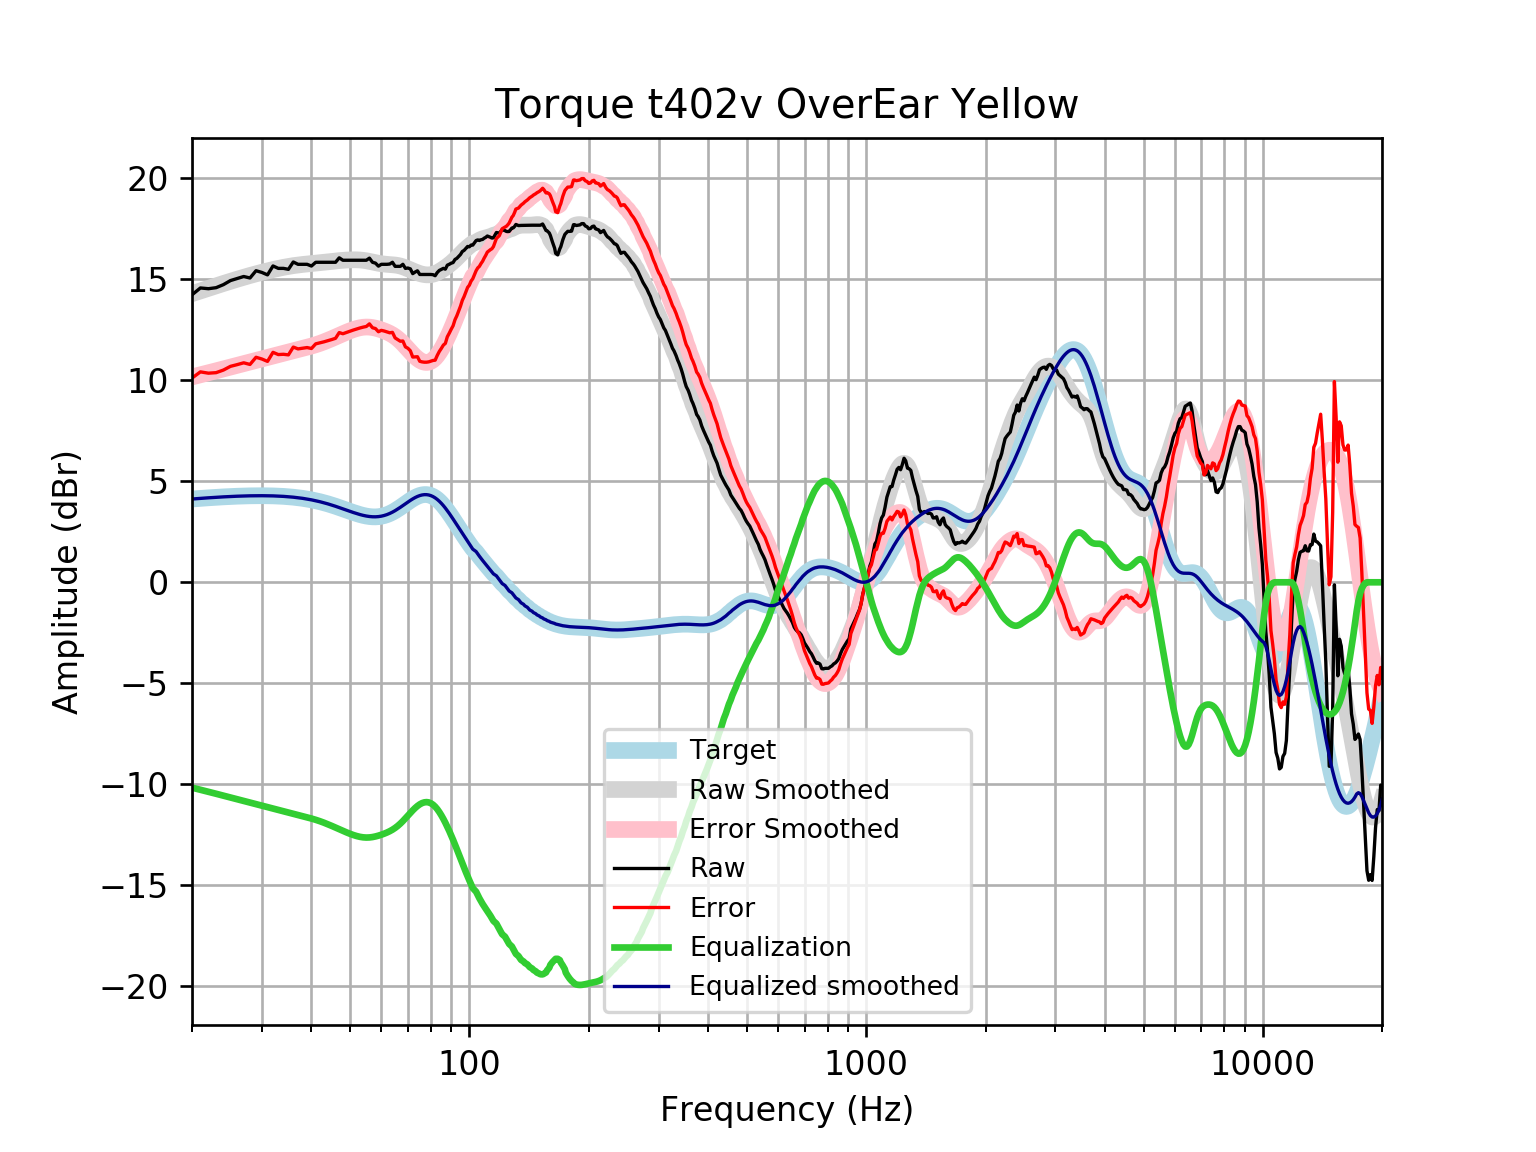 Torque t402v OverEar Yellow
20
15
10
5
0
−5
−10
−15
−20
Amplitude (dBr)
Target
Raw Smoothed
Error Smoothed
Raw
Error
Equalization
Equalized smoothed
100 1000 10000
Frequency (Hz)